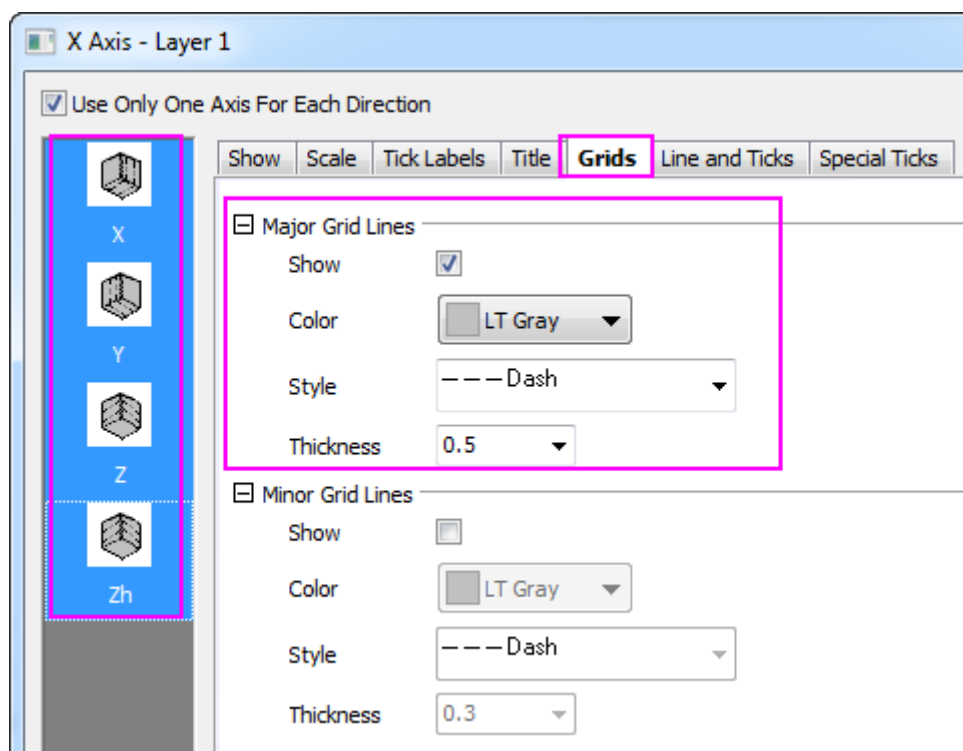 X Axis - Layer 1
Use Only One Axis For Each Direction
X
Y
Z
Zh
Show Scale Tick Labels Title Grids Line and Ticks Special Ticks
Major Grid Lines
Show
Color LT Gray
Style Dash
Thickness 0.5
Minor Grid Lines
Show
Color LT Gray
Style Dash
Thickness 0.3